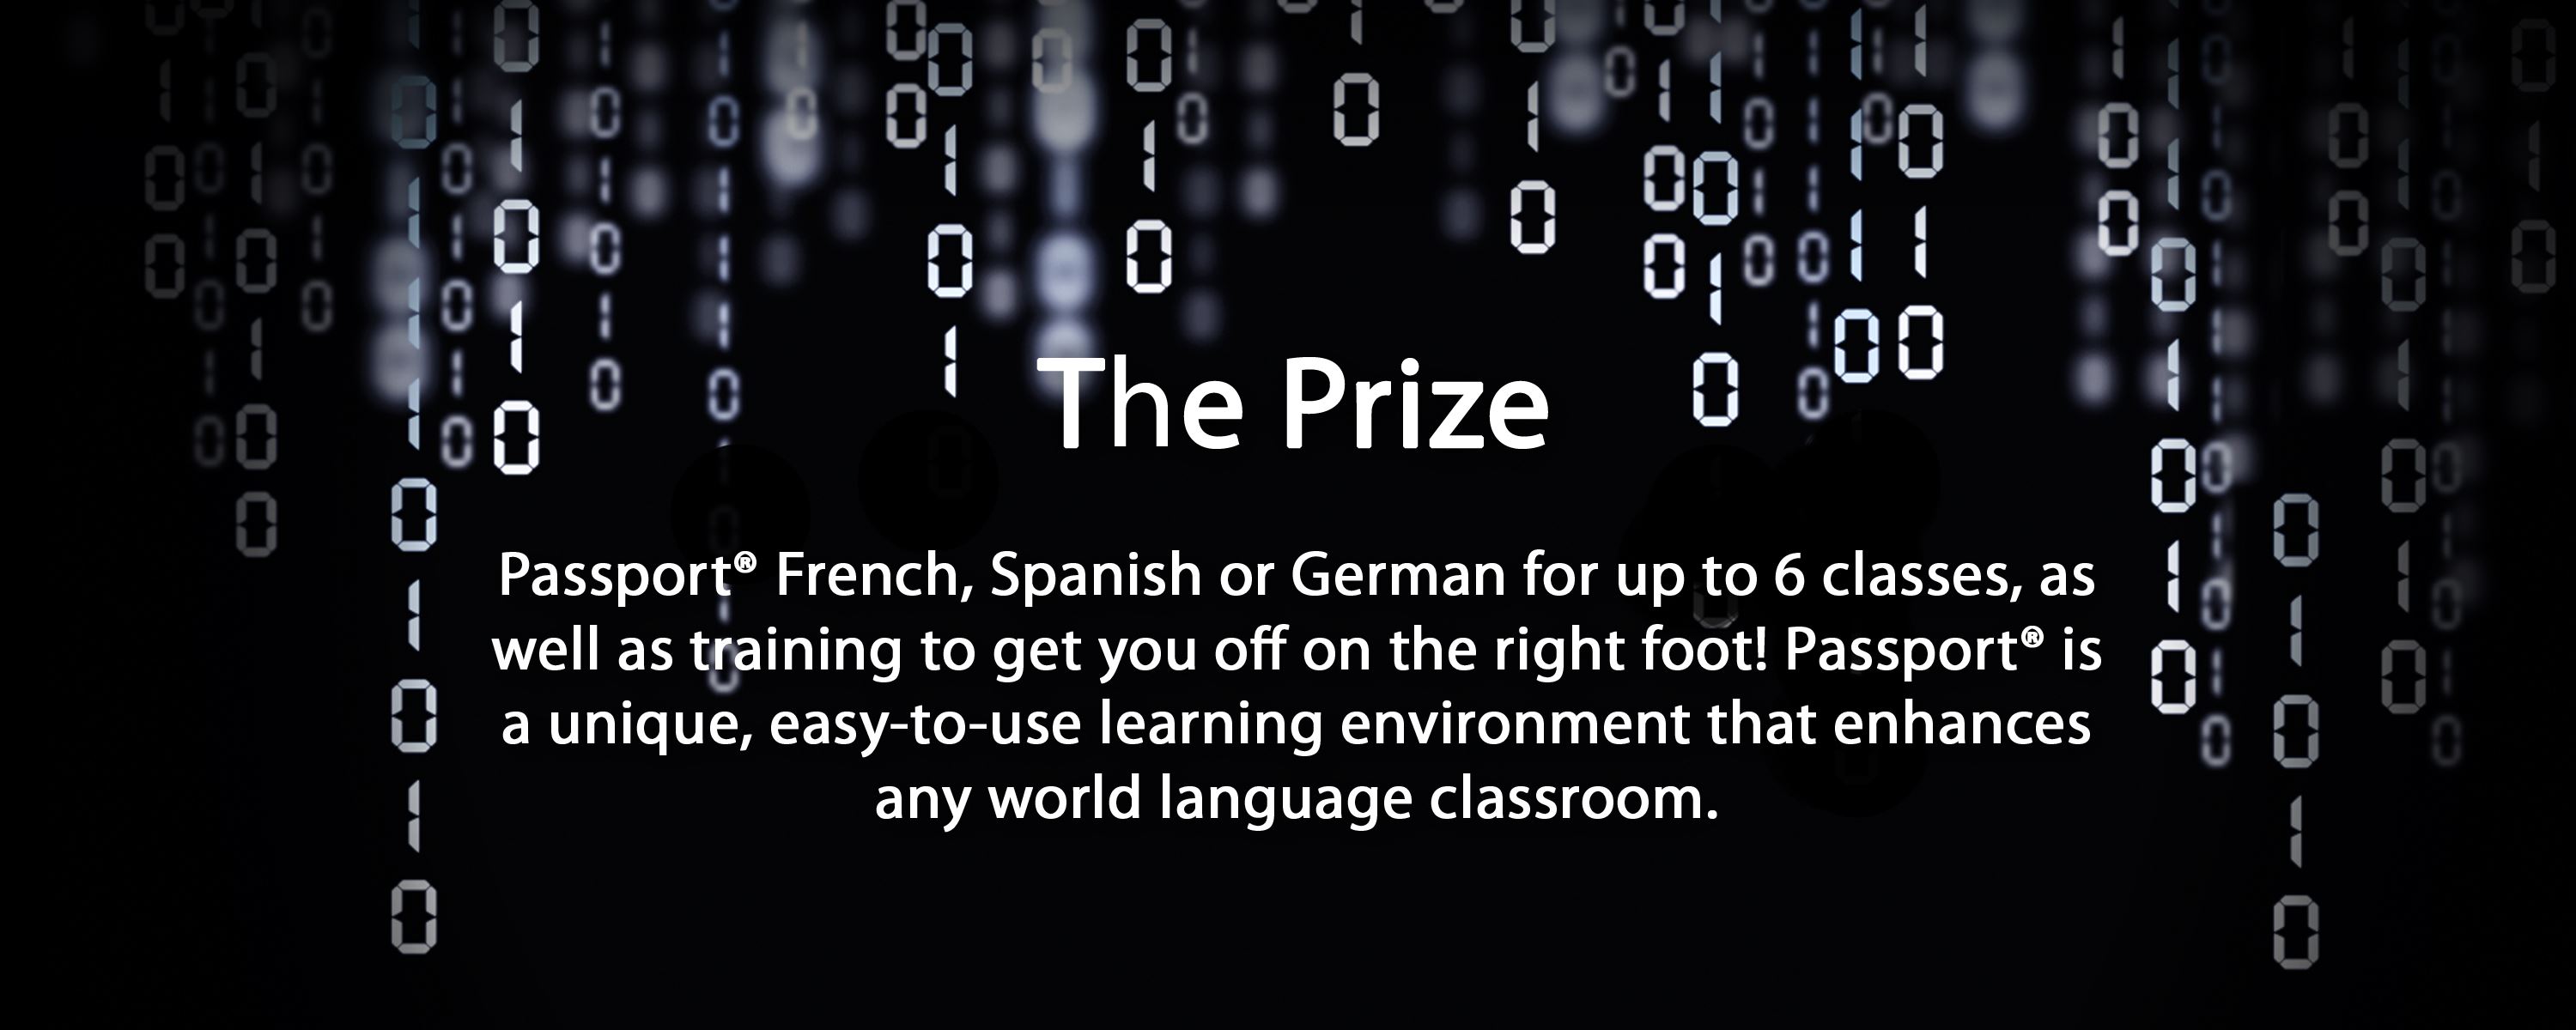 The Prize
Passport® French, Spanish or German for up to 6 classes, as
well as training to get you off on the right foot! Passport® is
a unique, easy-to-use learning environment that enhances
any world language classroom.